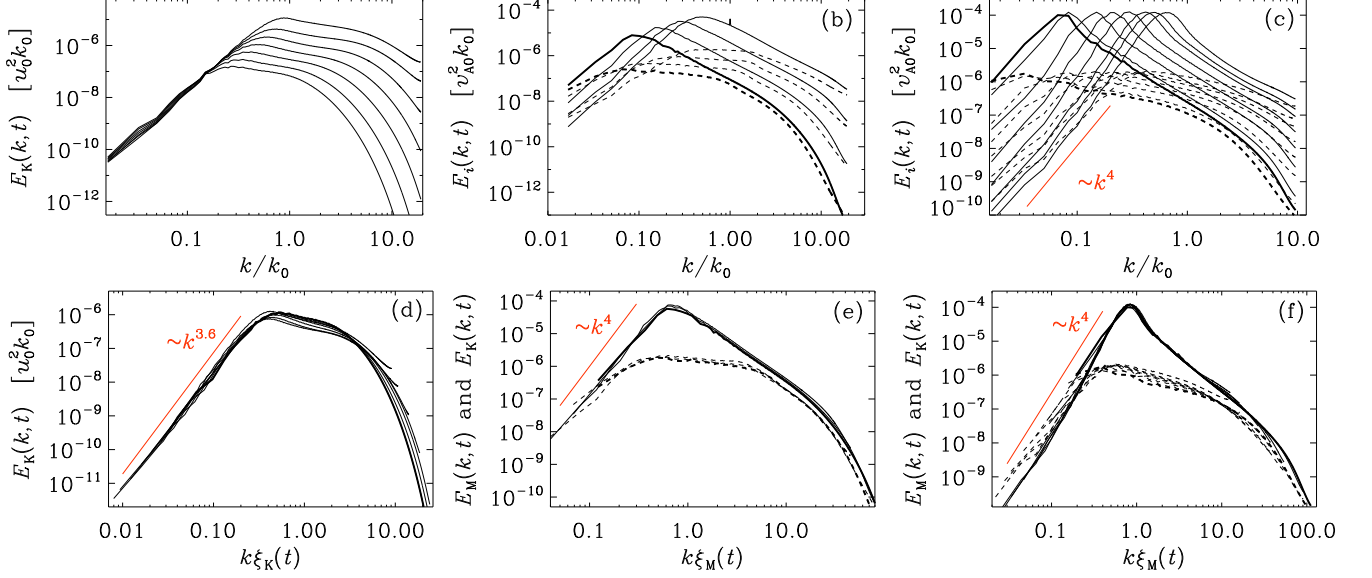 E_K(k,t) [u_0^2 k_0]
10^-6
10^-8
10^-10
10^-12
0.1 1.0 10.0
k/k_0
(b)
E_i(k,t) [v_A0^2 k_0]
10^-4
10^-6
10^-8
10^-10
10^-12
0.01 0.10 1.00 10.00
k/k_0
(c)
E_i(k,t) [v_A0^2 k_0]
10^-4
10^-5
10^-6
10^-7
10^-8
10^-9
10^-10
~k^4
0.1 1.0 10.0
k/k_0
(d)
E_K(k,t) [u_0^2 k_0]
10^-6
10^-7
10^-8
10^-9
10^-10
10^-11
~k^3.6
0.01 0.10 1.00 10.00
kξ_K(t)
(e)
E_M(k,t) and E_K(k,t)
10^-4
10^-5
10^-6
10^-7
10^-8
10^-9
10^-10
~k^4
0.1 1.0 10.0
kξ_M(t)
(f)
E_M(k,t) and E_K(k,t)
10^-4
10^-5
10^-6
10^-7
10^-8
10^-9
~k^4
0.1 1.0 10.0 100.0
kξ_M(t)